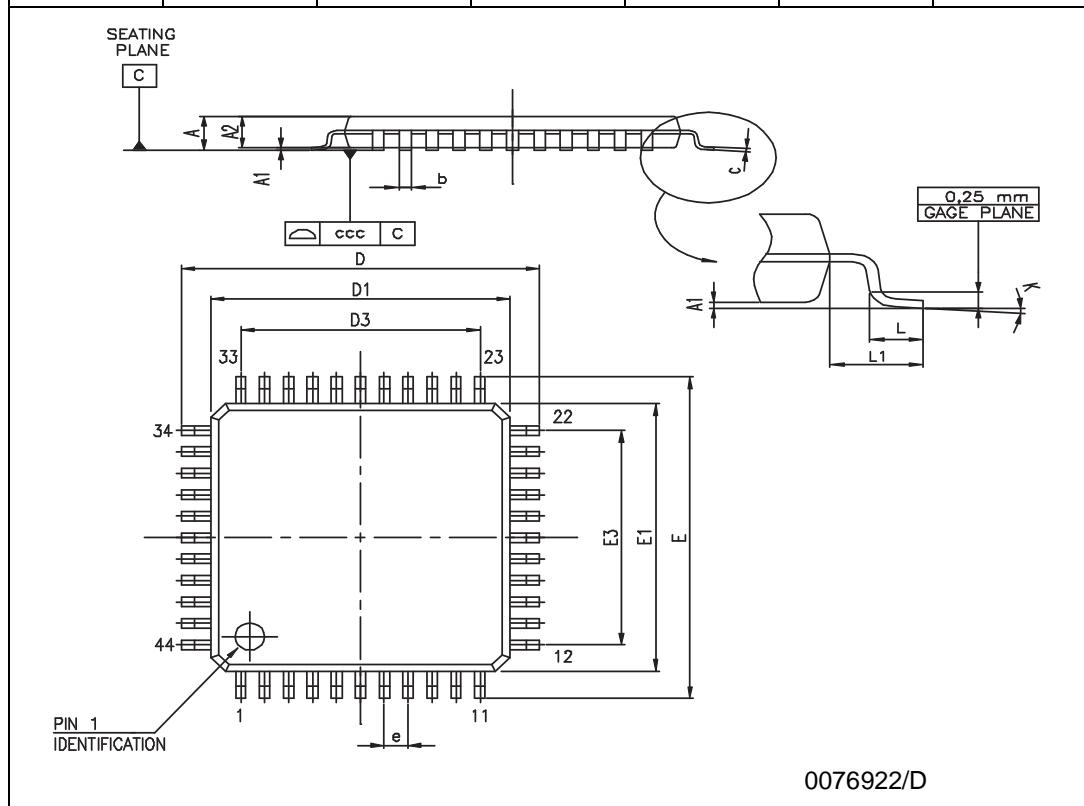 SEATING
PLANE
C
A
A2
A1
b
c
ccc C
0,25 mm
GAGE PLANE
K
A1
L
L1
D
D1
D3
33
23
34
22
E3
E1
E
44
12
1
11
PIN 1
IDENTIFICATION
e
0076922/D